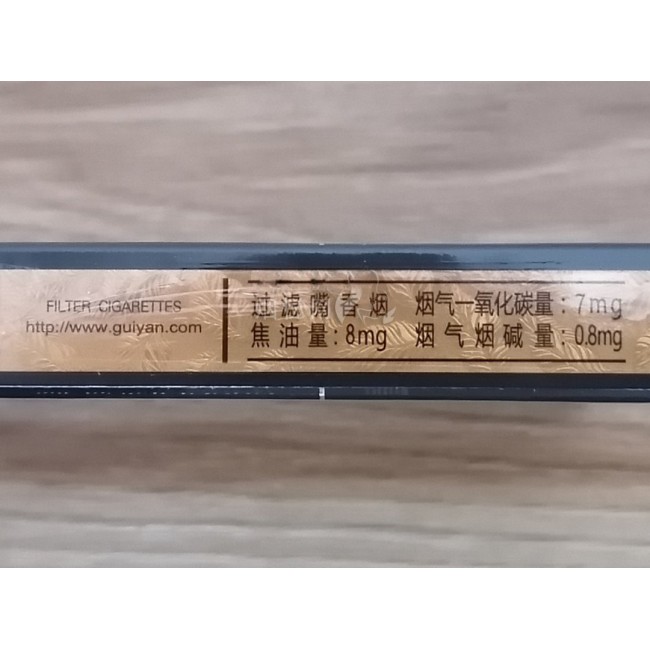 FILTER CIGARETTES
http://www.guiyan.com
过滤嘴香烟 烟气一氧化碳量：7mg
焦油量：8mg 烟气烟碱量：0.8mg